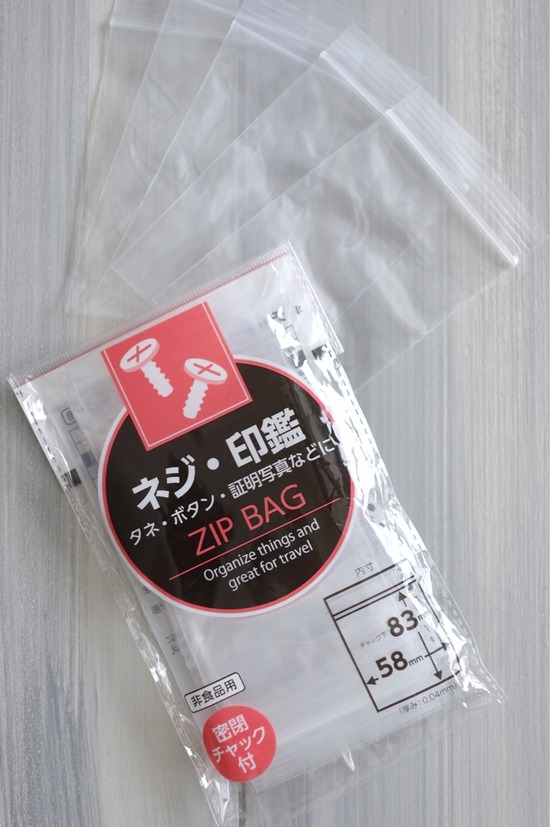 ネジ・印鑑
タネ・ボタン・証明写真などに
ZIP BAG
Organize things and
great for travel
内寸
チャック下
83mm
58mm
(厚み:0.04mm)
非食品用
密閉
チャック
付